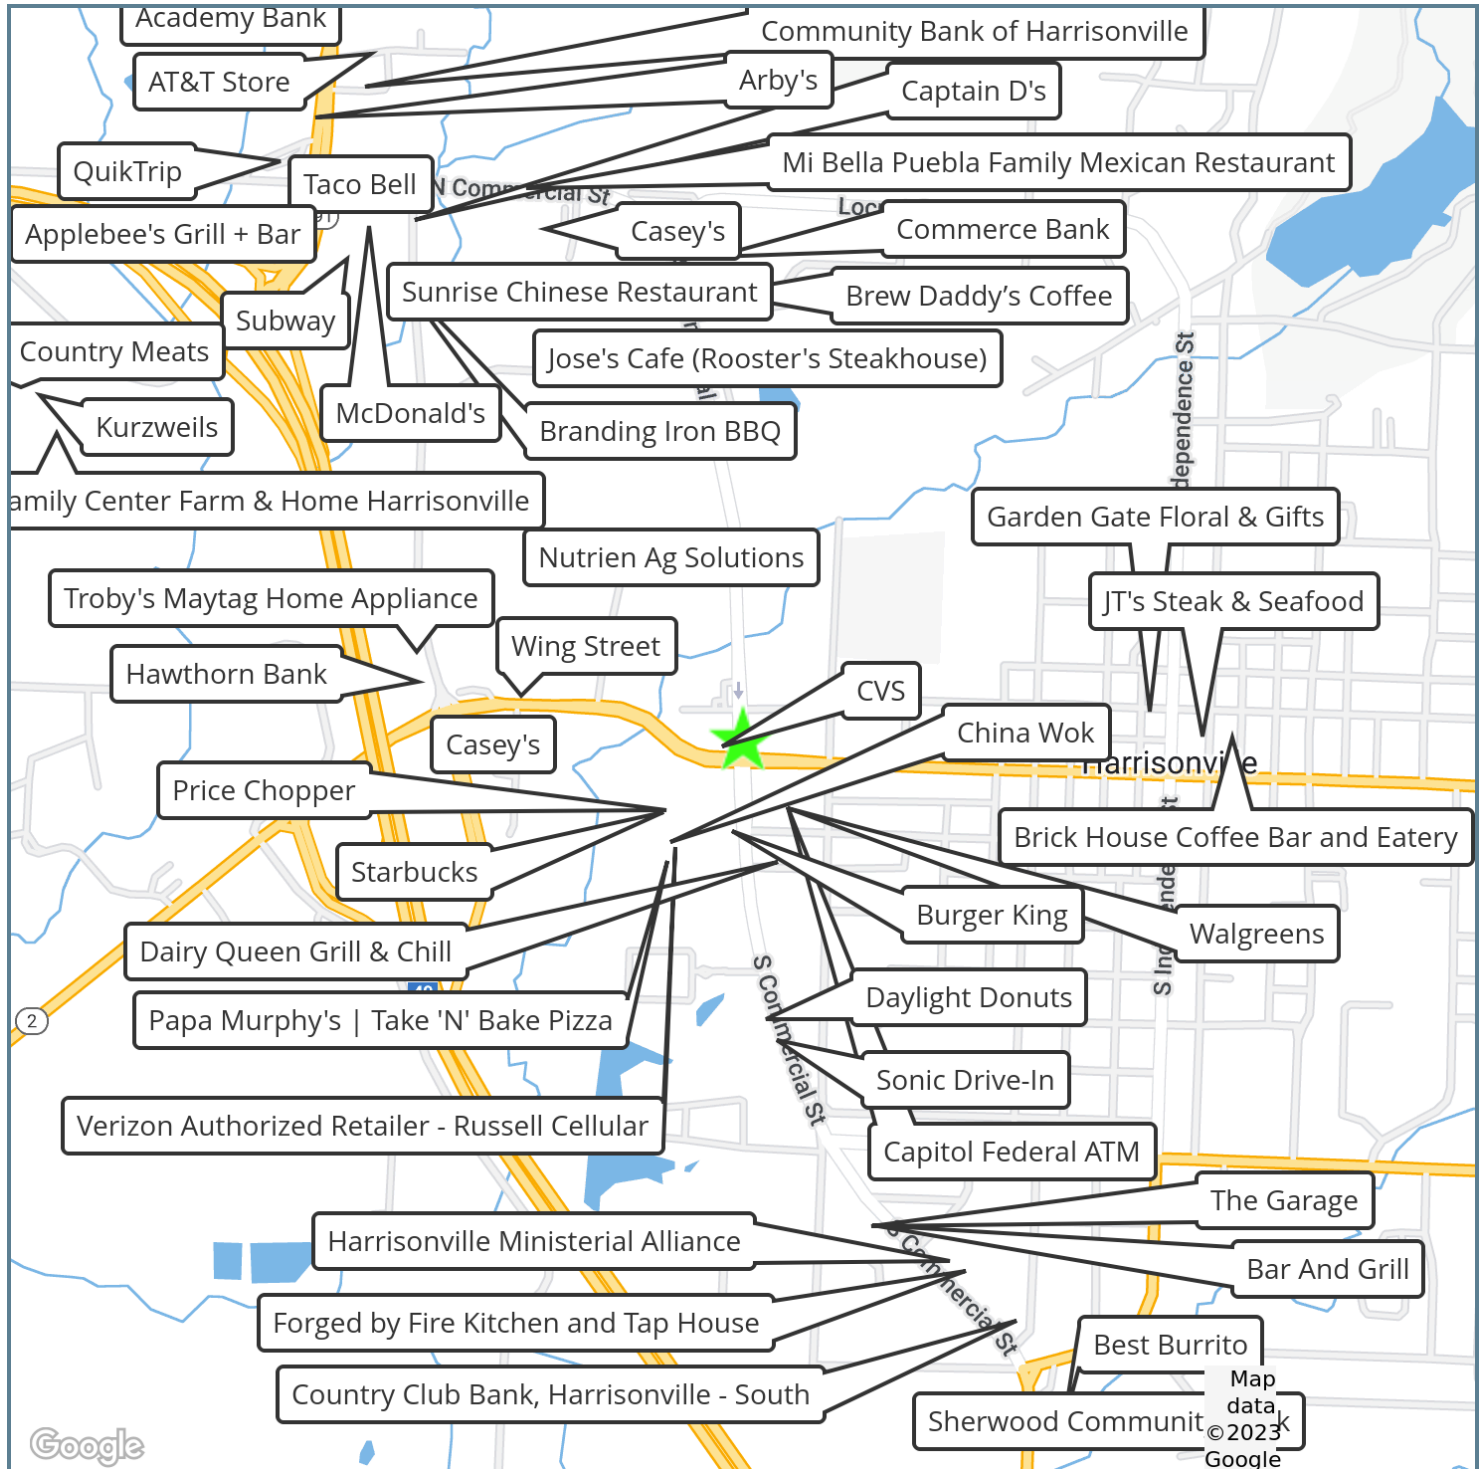 Academy Bank
Community Bank of Harrisonville
AT&T Store
Arby's
Captain D's
QuikTrip
Taco Bell
Mi Bella Puebla Family Mexican Restaurant
N Commercial St
Applebee's Grill + Bar
Casey's
Commerce Bank
Subway
Sunrise Chinese Restaurant
Brew Daddy’s Coffee
Country Meats
Jose's Cafe (Rooster's Steakhouse)
McDonald's
Kurzweils
Branding Iron BBQ
amily Center Farm & Home Harrisonville
dependence St
Garden Gate Floral & Gifts
Nutrien Ag Solutions
Troby's Maytag Home Appliance
JT's Steak & Seafood
Wing Street
Hawthorn Bank
CVS
Casey's
China Wok
Harrisonville
Price Chopper
Brick House Coffee Bar and Eatery
Starbucks
Burger King
Walgreens
Dairy Queen Grill & Chill
S Commercial St
Daylight Donuts
2
Papa Murphy's | Take 'N' Bake Pizza
Sonic Drive-In
Verizon Authorized Retailer - Russell Cellular
Capitol Federal ATM
The Garage
Harrisonville Ministerial Alliance
S Commercial St
Bar And Grill
Forged by Fire Kitchen and Tap House
Best Burrito
Country Club Bank, Harrisonville - South
Sherwood Communit k
Map
data
©2023
Google
Google